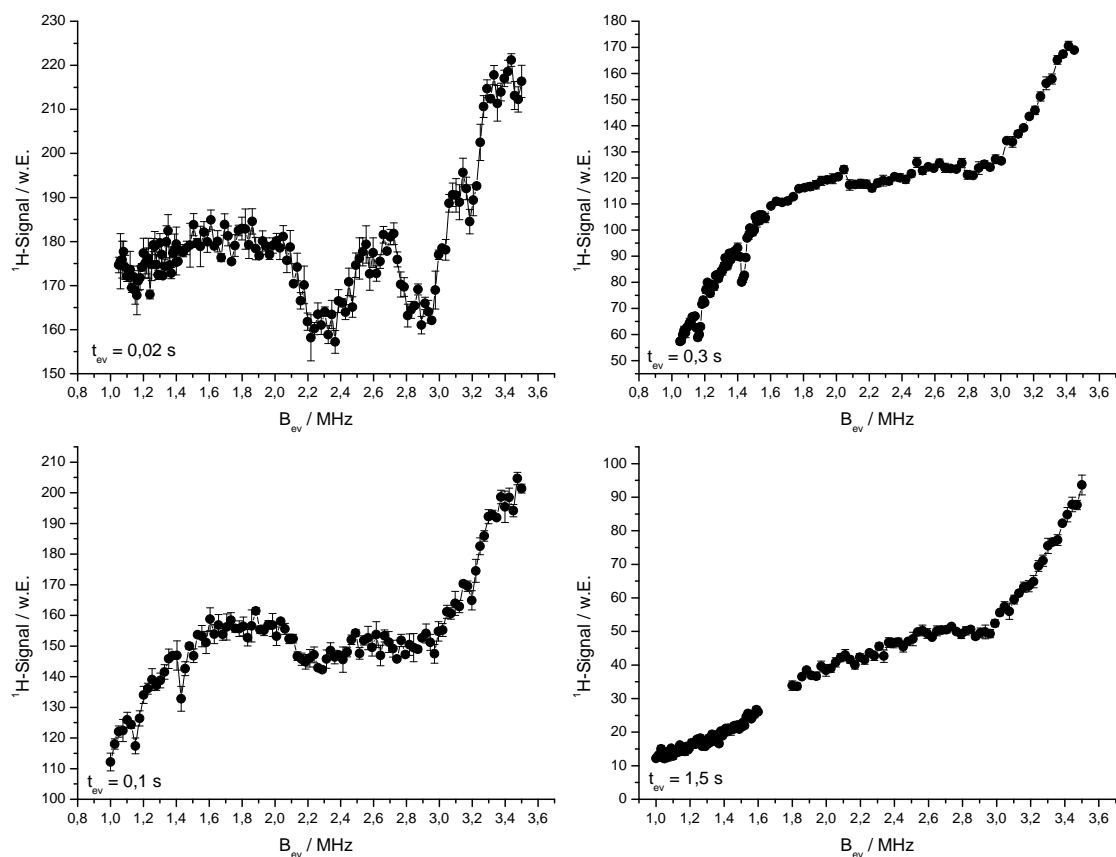 230
220
210
200
190
180
170
160
150
¹H-Signal / w.E.
t_ev = 0,02 s
0,8 1,0 1,2 1,4 1,6 1,8 2,0 2,2 2,4 2,6 2,8 3,0 3,2 3,4 3,6
B_ev / MHz
180
170
160
150
140
130
120
110
100
90
80
70
60
50
¹H-Signal / w.E.
t_ev = 0,3 s
0,8 1,0 1,2 1,4 1,6 1,8 2,0 2,2 2,4 2,6 2,8 3,0 3,2 3,4 3,6
B_ev / MHz
210
200
190
180
170
160
150
140
130
120
110
100
¹H-Signal / w.E.
t_ev = 0,1 s
0,8 1,0 1,2 1,4 1,6 1,8 2,0 2,2 2,4 2,6 2,8 3,0 3,2 3,4 3,6
B_ev / MHz
100
90
80
70
60
50
40
30
20
10
0
¹H-Signal / w.E.
t_ev = 1,5 s
1,0 1,2 1,4 1,6 1,8 2,0 2,2 2,4 2,6 2,8 3,0 3,2 3,4 3,6
B_ev / MHz